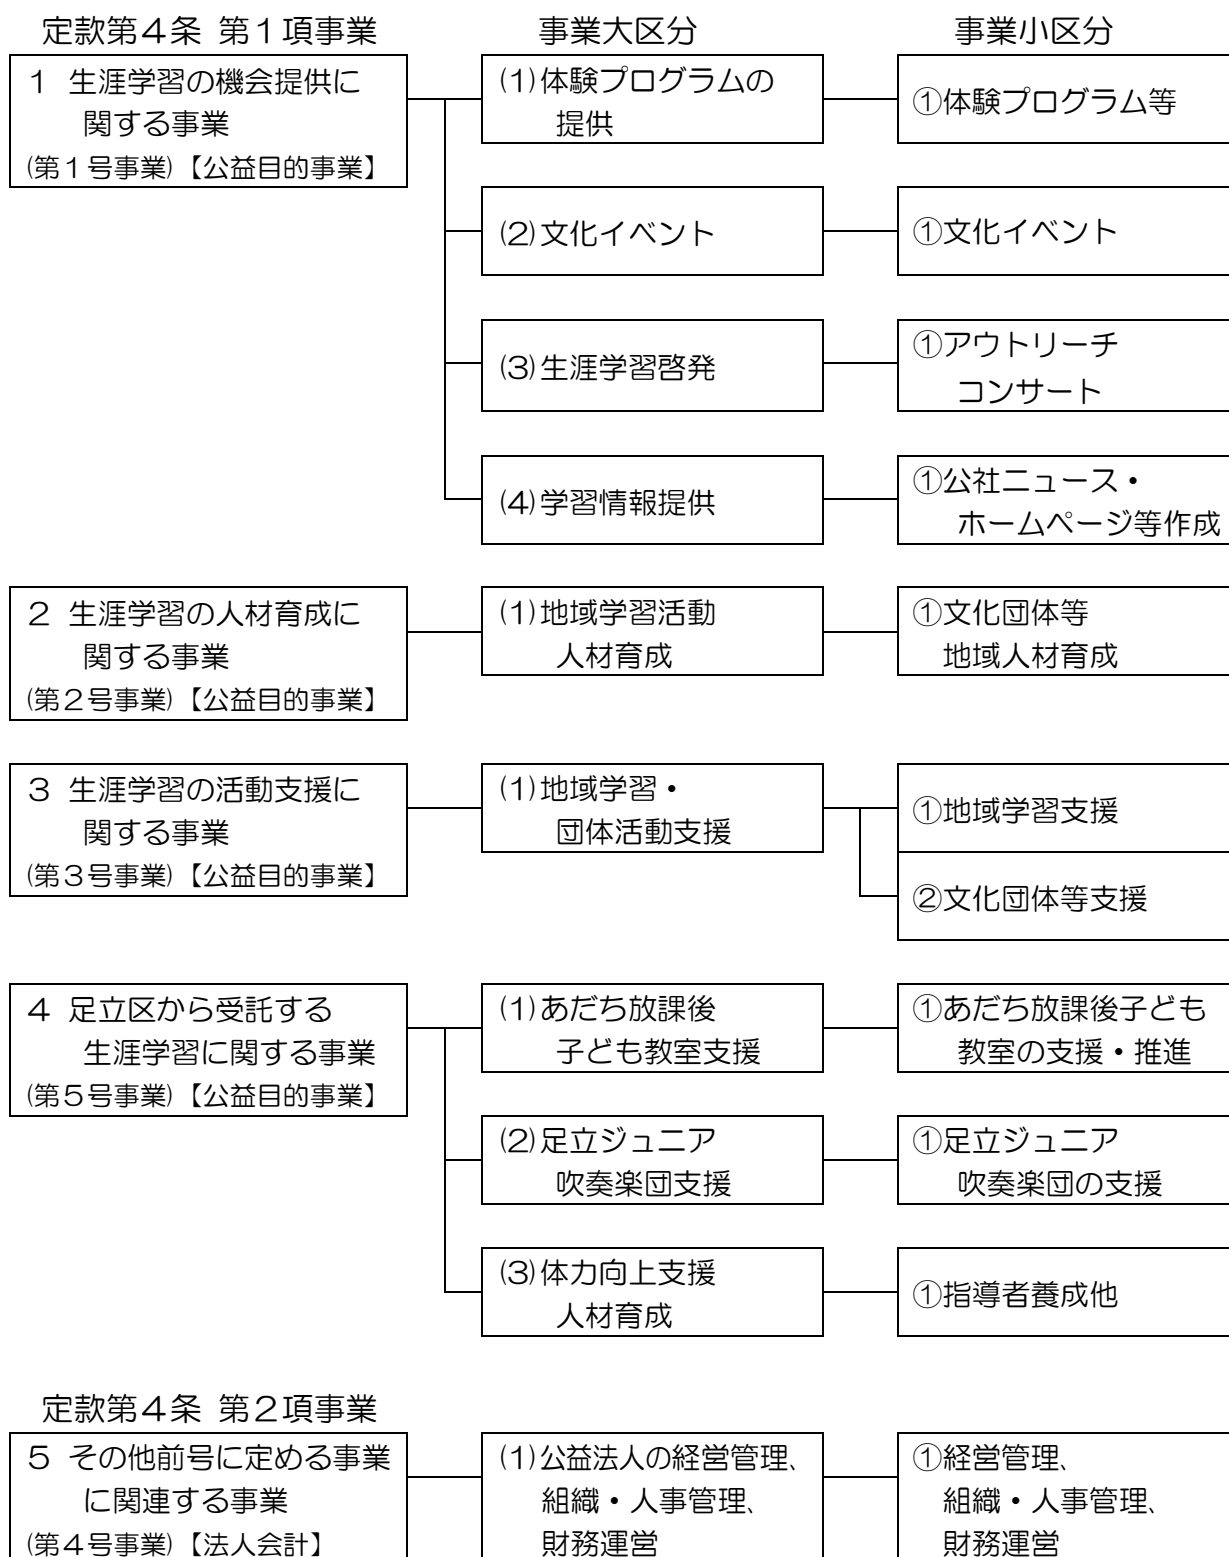 定款第４条 第１項事業
事業大区分
事業小区分
１ 生涯学習の機会提供に
関する事業
(第１号事業)【公益目的事業】
(1)体験プログラムの
提供
①体験プログラム等
(2)文化イベント
①文化イベント
(3)生涯学習啓発
①アウトリーチ
コンサート
(4)学習情報提供
①公社ニュース・
ホームページ等作成
２ 生涯学習の人材育成に
関する事業
(第２号事業)【公益目的事業】
(1)地域学習活動
人材育成
①文化団体等
地域人材育成
３ 生涯学習の活動支援に
関する事業
(第３号事業)【公益目的事業】
(1)地域学習・
団体活動支援
①地域学習支援
②文化団体等支援
４ 足立区から受託する
生涯学習に関する事業
(第５号事業)【公益目的事業】
(1)あだち放課後
子ども教室支援
①あだち放課後子ども
教室の支援・推進
(2)足立ジュニア
吹奏楽団支援
①足立ジュニア
吹奏楽団の支援
(3)体力向上支援
人材育成
①指導者養成他
定款第４条 第２項事業
５ その他前号に定める事業
に関連する事業
(第４号事業)【法人会計】
(1)公益法人の経営管理、
組織・人事管理、
財務運営
①経営管理、
組織・人事管理、
財務運営